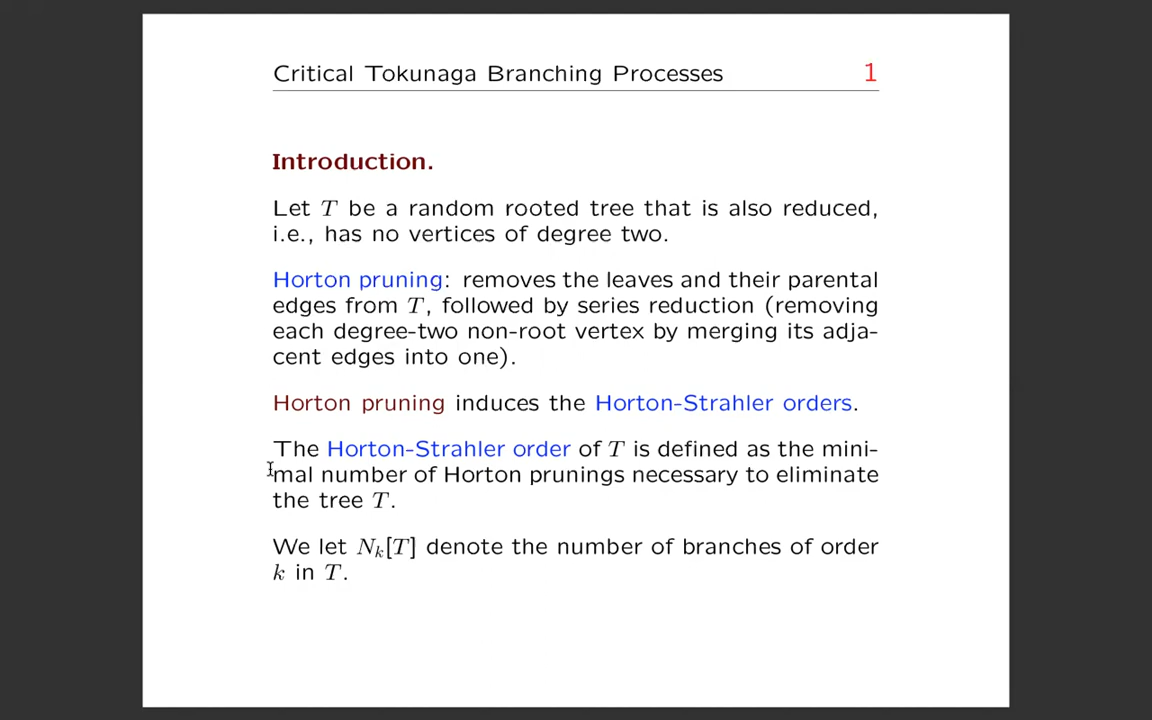 Critical Tokunaga Branching Processes 1
Introduction.
Let T be a random rooted tree that is also reduced,
i.e., has no vertices of degree two.
Horton pruning: removes the leaves and their parental
edges from T, followed by series reduction (removing
each degree-two non-root vertex by merging its adja-
cent edges into one).
Horton pruning induces the Horton-Strahler orders.
The Horton-Strahler order of T is defined as the mini-
mal number of Horton prunings necessary to eliminate
the tree T.
We let N_k[T] denote the number of branches of order
k in T.